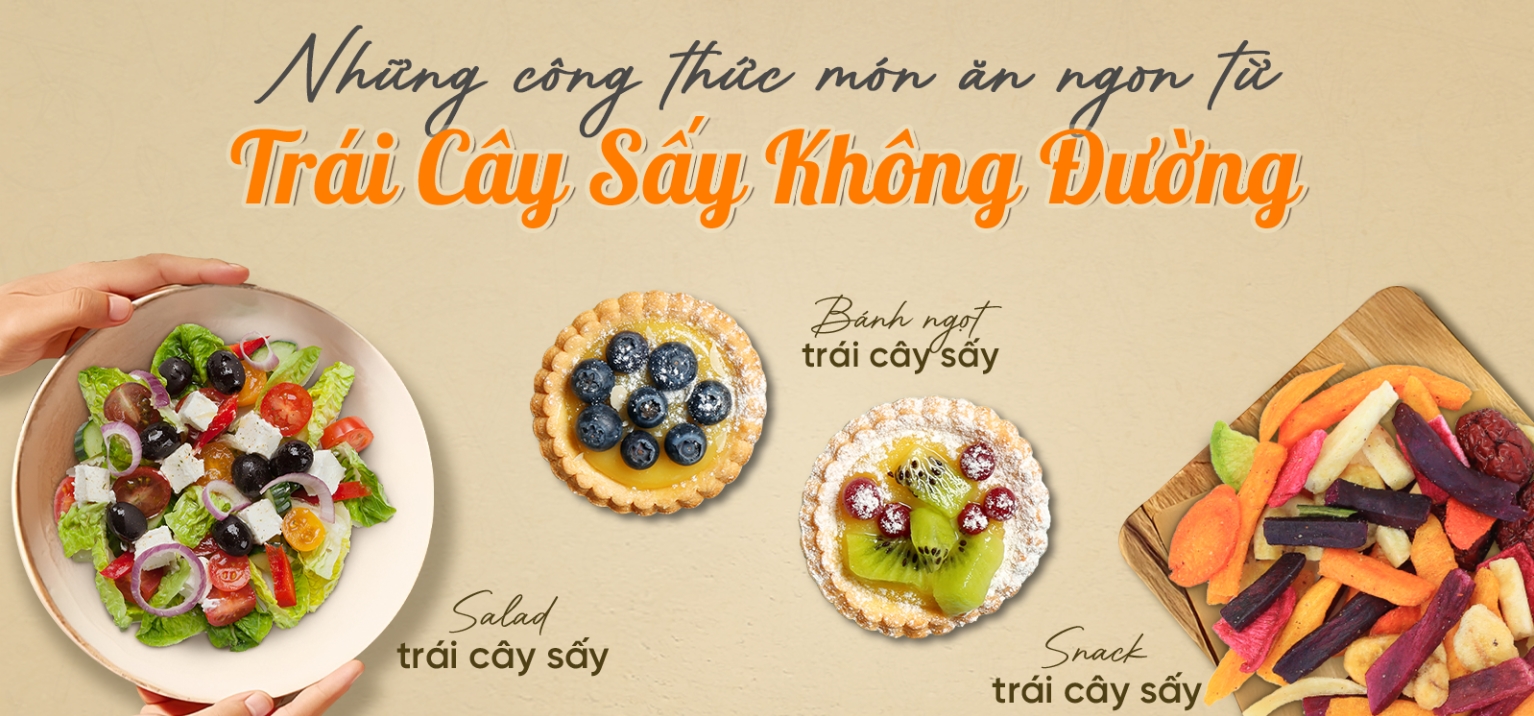 Những công thức món ăn ngon từ
Trái Cây Sấy Không Đường
Bánh ngọt
trái cây sấy
Salad
trái cây sấy
Snack
trái cây sấy